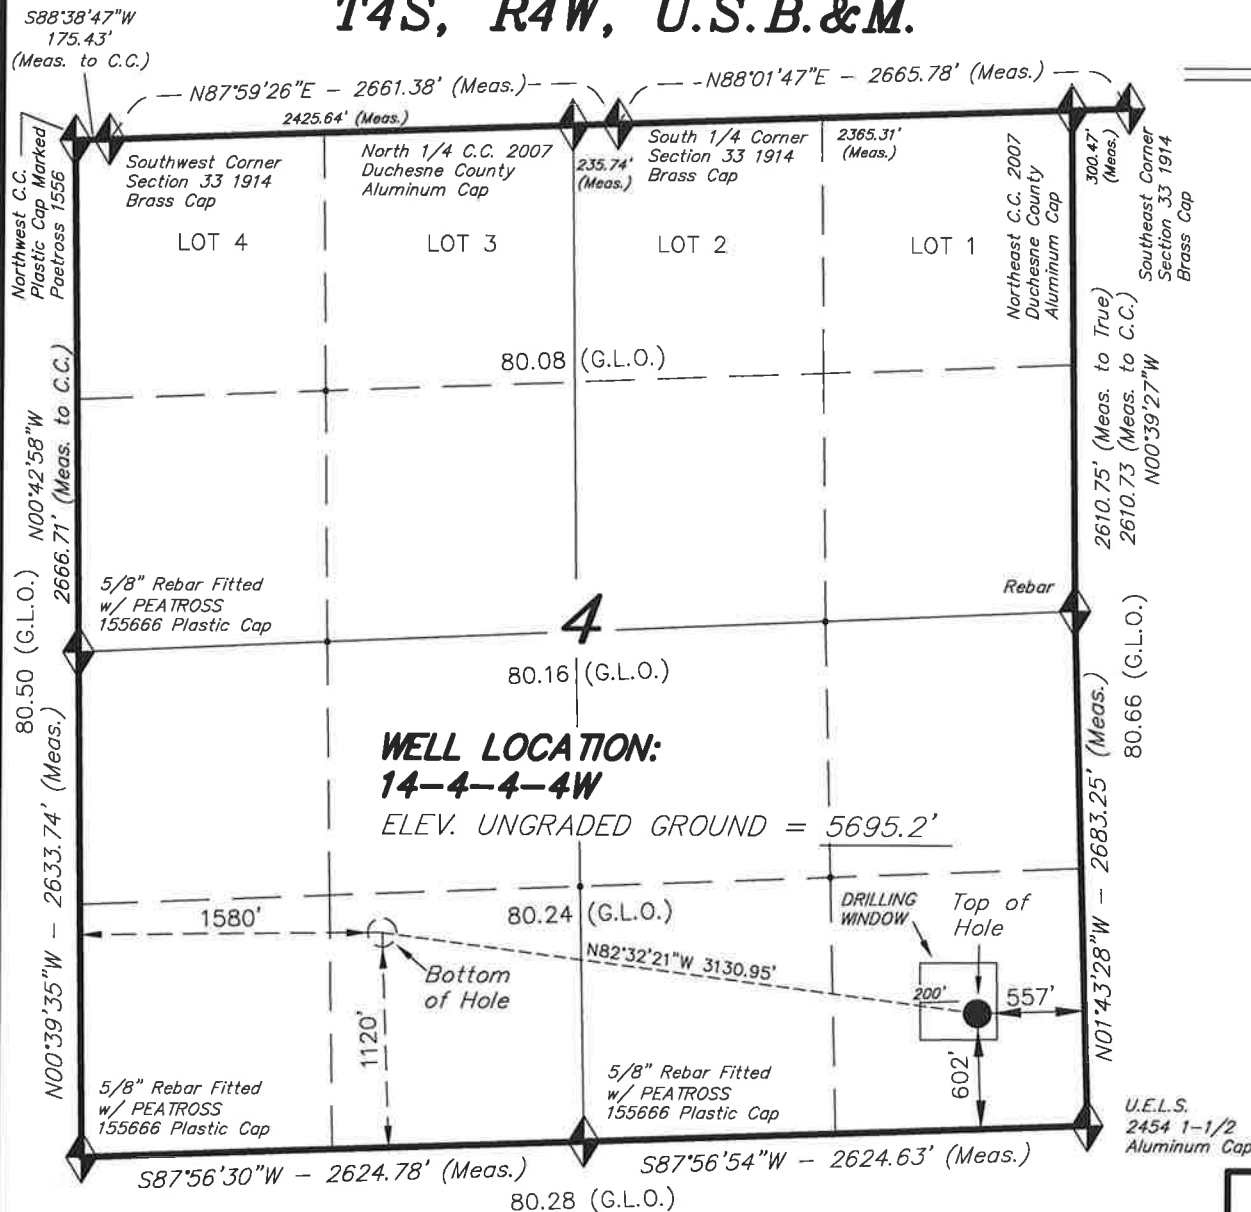 T4S, R4W, U.S.B.&M.
S88°38'47"W
175.43'
(Meas. to C.C.)
N87°59'26"E - 2661.38' (Meas.)
N88°01'47"E - 2665.78' (Meas.)
2425.64' (Meas.)
Northwest C.C.
Plastic Cap Marked
Paetross 1556
Southwest Corner
Section 33 1914
Brass Cap
North 1/4 C.C. 2007
Duchesne County
Aluminum Cap
235.74'
(Meas.)
South 1/4 Corner
Section 33 1914
Brass Cap
2365.31'
(Meas.)
Northeast C.C. 2007
Duchesne County
Aluminum Cap
300.47'
(Meas.)
Southeast Corner
Section 33 1914
Brass Cap
LOT 4
LOT 3
LOT 2
LOT 1
80.08 (G.L.O.)
N00°42'58"W
2666.71' (Meas. to C.C.)
80.50 (G.L.O.)
2610.75' (Meas. to True)
2610.73 (Meas. to C.C.)
N00°39'27"W
5/8" Rebar Fitted
w/ PEATROSS
155666 Plastic Cap
4
Rebar
80.16 (G.L.O.)
80.66 (G.L.O.)
WELL LOCATION:
14-4-4-4W
ELEV. UNGRADED GROUND = 5695.2'
N00°39'35"W - 2633.74' (Meas.)
N01°43'28"W - 2683.25' (Meas.)
1580'
80.24 (G.L.O.)
DRILLING
WINDOW
Top of
Hole
N82°32'21"W 3130.95'
Bottom
of Hole
200'
557'
1120'
602'
5/8" Rebar Fitted
w/ PEATROSS
155666 Plastic Cap
5/8" Rebar Fitted
w/ PEATROSS
155666 Plastic Cap
U.E.L.S.
2454 1-1/2
Aluminum Cap
S87°56'30"W - 2624.78' (Meas.)
S87°56'54"W - 2624.63' (Meas.)
80.28 (G.L.O.)